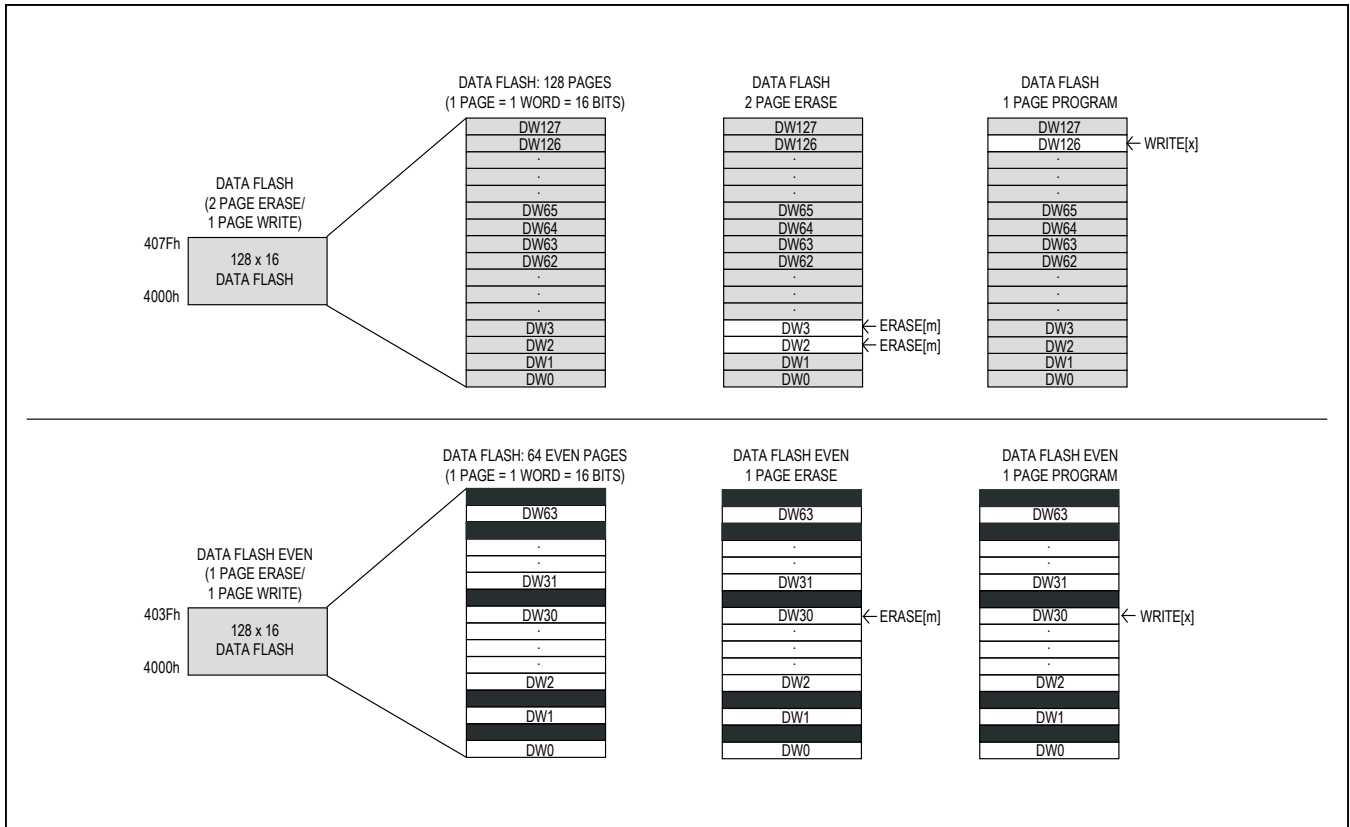 DATA FLASH: 128 PAGES
(1 PAGE = 1 WORD = 16 BITS)
DATA FLASH
2 PAGE ERASE
DATA FLASH
1 PAGE PROGRAM
DATA FLASH
(2 PAGE ERASE/
1 PAGE WRITE)
407Fh
128 x 16
DATA FLASH
4000h
DW127
DW126
.
.
.
DW65
DW64
DW63
DW62
.
.
.
DW3
DW2
DW1
DW0
DW127
DW126
.
.
.
DW65
DW64
DW63
DW62
.
.
.
DW3
ERASE[m]
DW2
ERASE[m]
DW1
DW0
DW127
DW126
WRITE[x]
.
.
.
DW65
DW64
DW63
DW62
.
.
.
DW3
DW2
DW1
DW0
DATA FLASH: 64 EVEN PAGES
(1 PAGE = 1 WORD = 16 BITS)
DATA FLASH EVEN
1 PAGE ERASE
DATA FLASH EVEN
1 PAGE PROGRAM
DATA FLASH EVEN
(1 PAGE ERASE/
1 PAGE WRITE)
403Fh
128 x 16
DATA FLASH
4000h
DW63
.
.
DW31
DW30
.
.
.
DW2
DW1
DW0
DW63
.
.
DW31
DW30
ERASE[m]
.
.
.
DW2
DW1
DW0
DW63
.
.
DW31
DW30
WRITE[x]
.
.
.
DW2
DW1
DW0